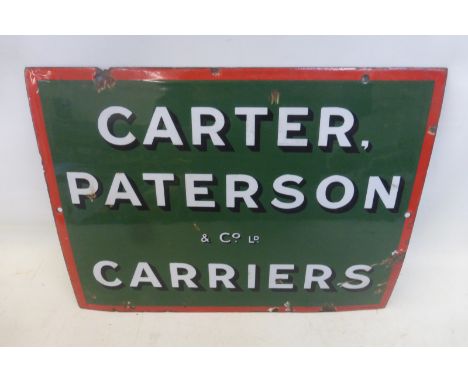 CARTER,
PATERSON
& Co. Ld.
CARRIERS